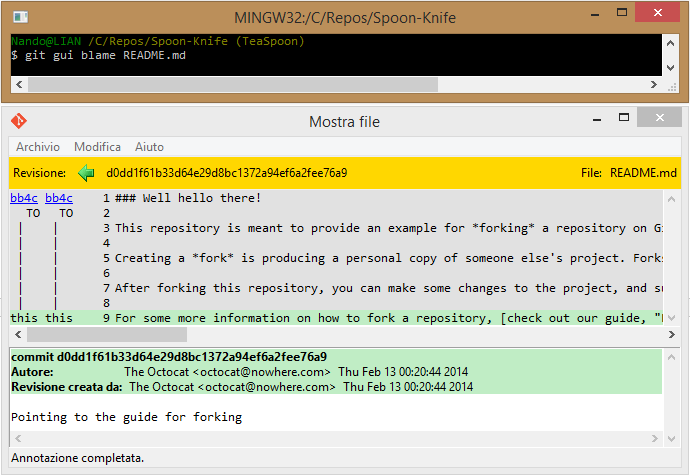 MINGW32:/C/Repos/Spoon-Knife
Nando@LIAN /C/Repos/Spoon-Knife (TeaSpoon)
$ git gui blame README.md
Mostra file
Archivio Modifica Aiuto
Revisione: d0dd1f61b33d64e29d8bc1372a94ef6a2fee76a9 File: README.md
bb4c bb4c 1 ### Well hello there!
TO TO 2
| | 3 This repository is meant to provide an example for *forking* a repository on Gi
| | 4
| | 5 Creating a *fork* is producing a personal copy of someone else's project. Forks
| | 6
| | 7 After forking this repository, you can make some changes to the project, and su
| | 8
this this 9 For some more information on how to fork a repository, [check out our guide, "
commit d0dd1f61b33d64e29d8bc1372a94ef6a2fee76a9
Autore: The Octocat <octocat@nowhere.com> Thu Feb 13 00:20:44 2014
Revisione creata da: The Octocat <octocat@nowhere.com> Thu Feb 13 00:20:44 2014
Pointing to the guide for forking
Annotazione completata.